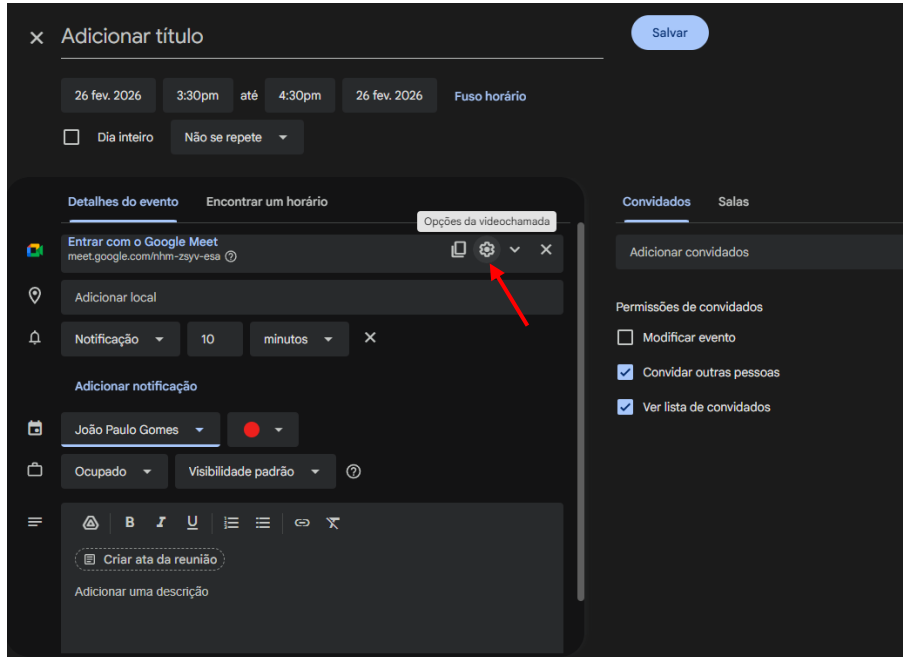 Adicionar título
Salvar
26 fev. 2026 3:30pm até 4:30pm 26 fev. 2026 Fuso horário
Dia inteiro Não se repete
Detalhes do evento Encontrar um horário
Opções da videochamada
Entrar com o Google Meet
meet.google.com/nhm-zsyv-esa
Adicionar local
Notificação 10 minutos
Adicionar notificação
João Paulo Gomes
Ocupado Visibilidade padrão
B I U
Criar ata da reunião
Adicionar uma descrição
Convidados Salas
Adicionar convidados
Permissões de convidados
Modificar evento
Convidar outras pessoas
Ver lista de convidados